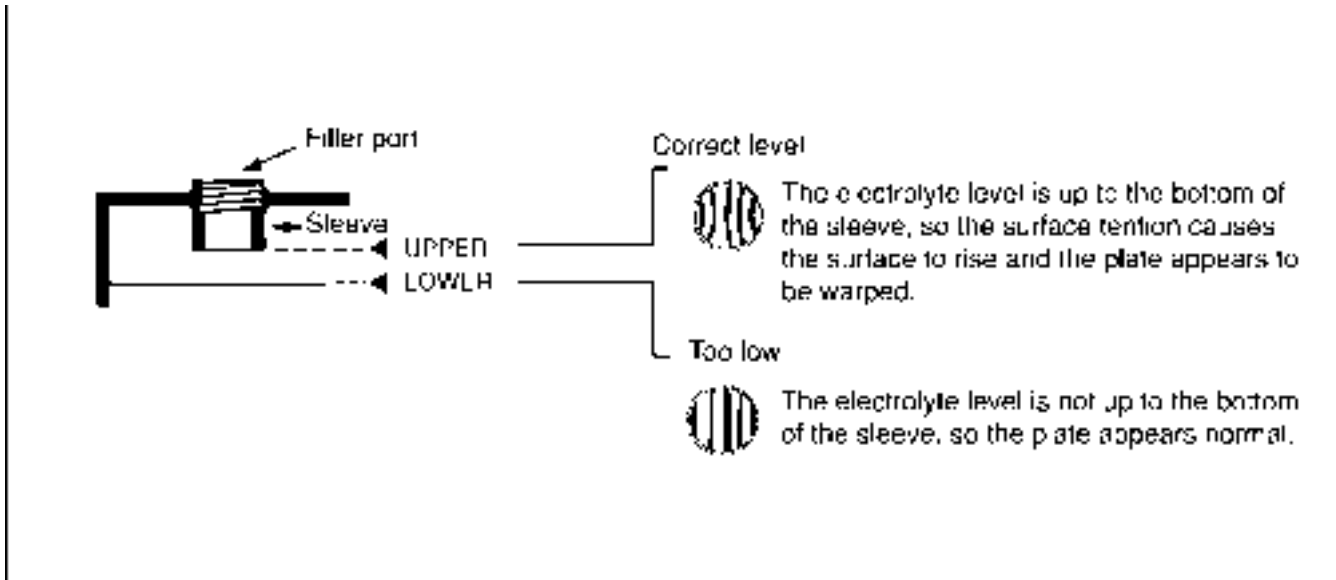 Filler port
Correct level
The electrolyte level is up to the bottom of
the sleeve, so the surface tention causes
the surface to rise and the plate appears to
be warped.
Sleeve
UPPER
LOWER
Too low
The electrolyte level is not up to the bottom
of the sleeve, so the plate appears normal.